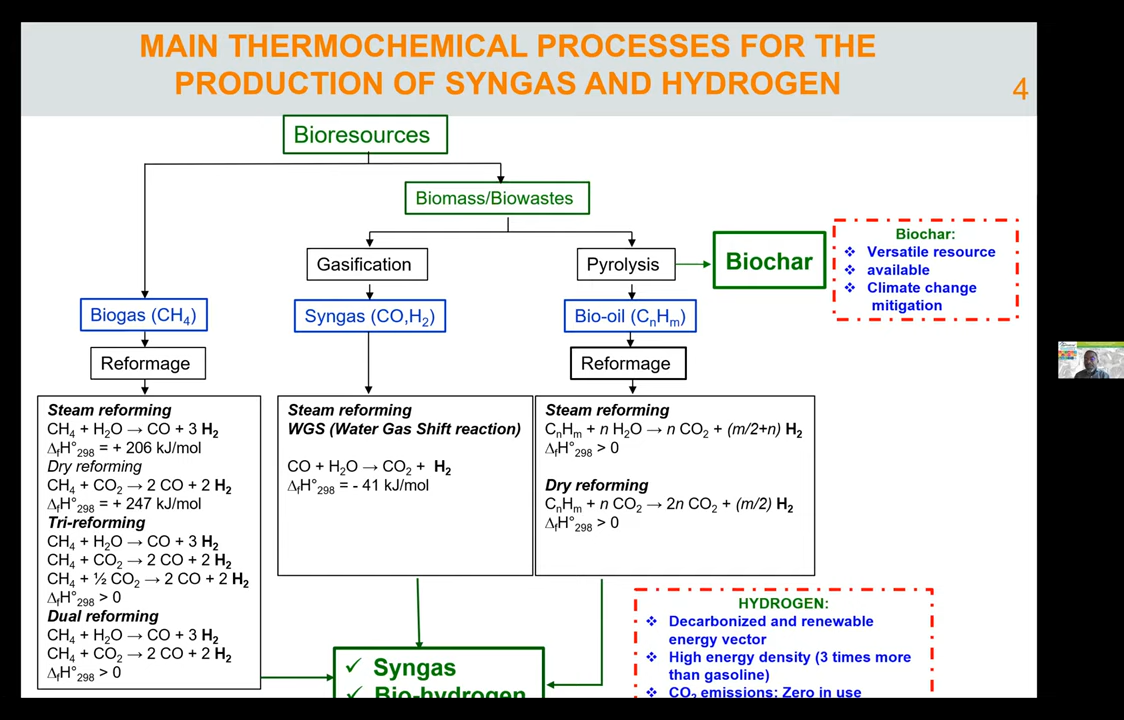 MAIN THERMOCHEMICAL PROCESSES FOR THE
PRODUCTION OF SYNGAS AND HYDROGEN
4
Bioresources
Biomass/Biowastes
Gasification
Pyrolysis
Biochar
Biochar:
❖ Versatile resource
❖ available
❖ Climate change
mitigation
Biogas (CH₄)
Syngas (CO,H₂)
Bio-oil (CₙHₘ)
Reformage
Reformage
Steam reforming
CH₄ + H₂O → CO + 3 H₂
ΔfH°₂₉₈ = + 206 kJ/mol
Dry reforming
CH₄ + CO₂ → 2 CO + 2 H₂
ΔfH°₂₉₈ = + 247 kJ/mol
Tri-reforming
CH₄ + H₂O → CO + 3 H₂
CH₄ + CO₂ → 2 CO + 2 H₂
CH₄ + ½ CO₂ → 2 CO + 2 H₂
ΔfH°₂₉₈ > 0
Dual reforming
CH₄ + H₂O → CO + 3 H₂
CH₄ + CO₂ → 2 CO + 2 H₂
ΔfH°₂₉₈ > 0
Steam reforming
WGS (Water Gas Shift reaction)
CO + H₂O → CO₂ + H₂
ΔfH°₂₉₈ = - 41 kJ/mol
Steam reforming
CₙHₘ + n H₂O → n CO₂ + (m/2+n) H₂
ΔfH°₂₉₈ > 0
Dry reforming
CₙHₘ + n CO₂ → 2n CO₂ + (m/2) H₂
ΔfH°₂₉₈ > 0
✓ Syngas
✓ Bio-hydrogen
HYDROGEN:
❖ Decarbonized and renewable
energy vector
❖ High energy density (3 times more
than gasoline)
❖ CO₂ emissions: Zero in use